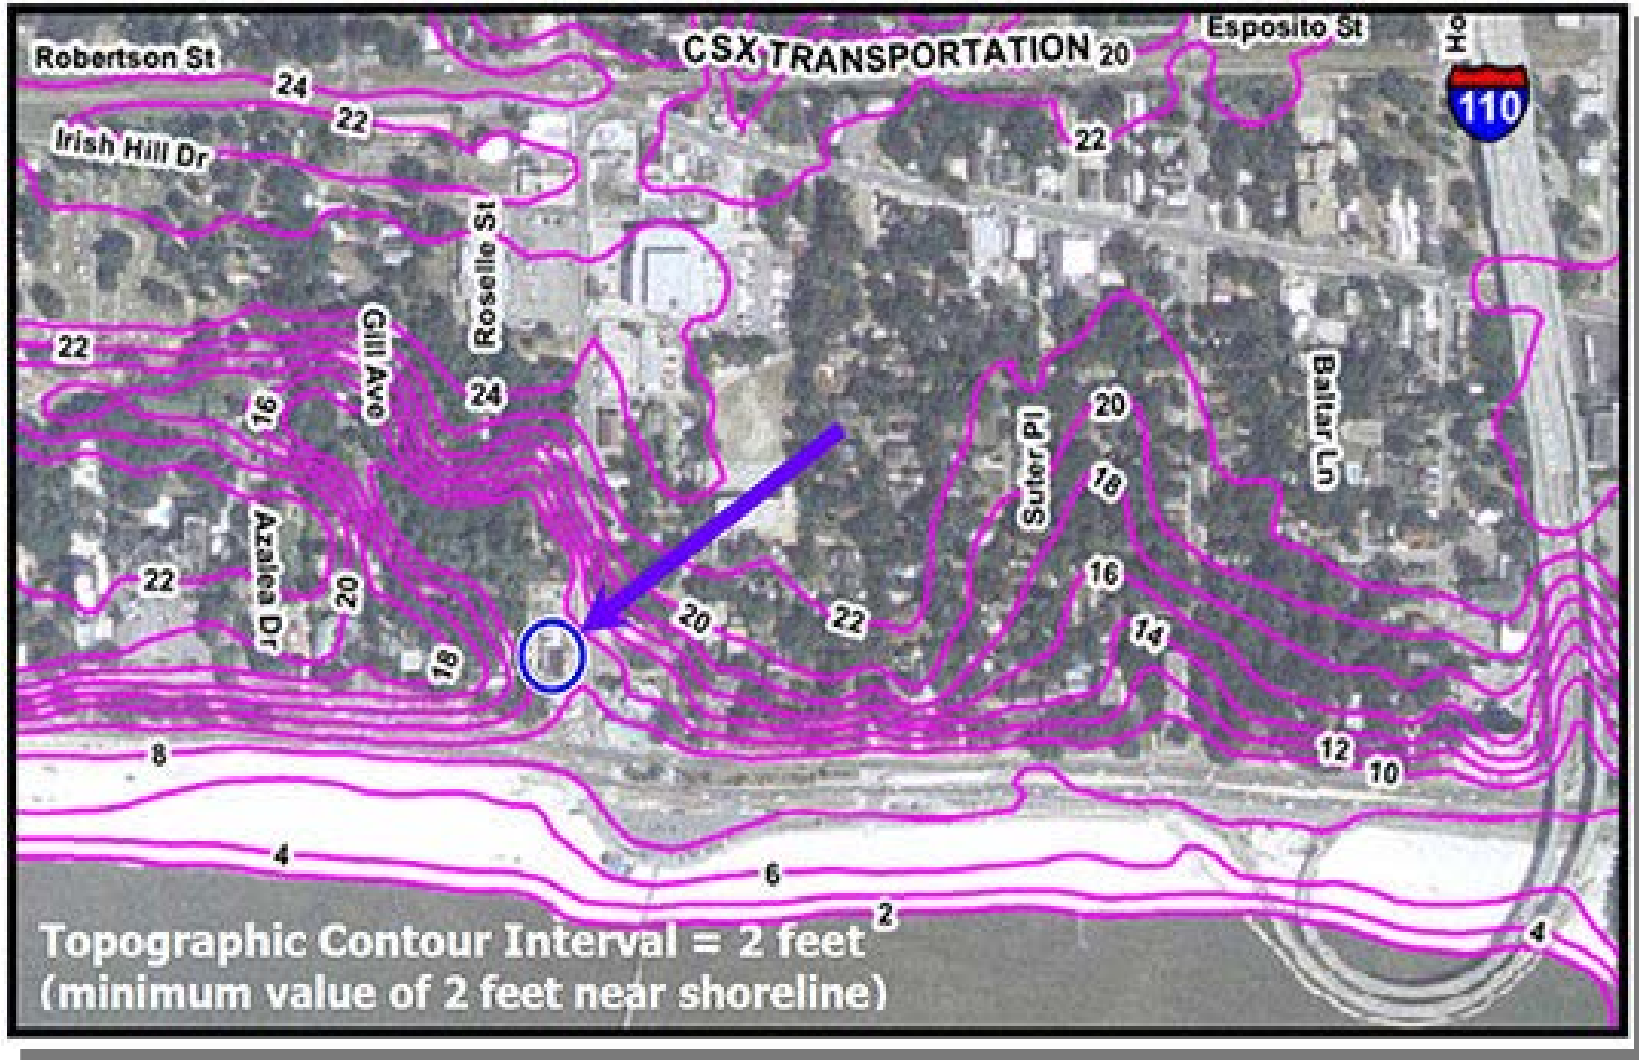 Esposito St
Ho
Robertson St
CSX TRANSPORTATION
20
24
110
22
22
Irish Hill Dr
Roselle St
22
Gill Ave
24
16
20
Baltar Ln
Suter Pl
18
Azalea Dr
16
22
20
20
22
14
18
8
12
10
4
6
2
4
Topographic Contour Interval = 2 feet
(minimum value of 2 feet near shoreline)